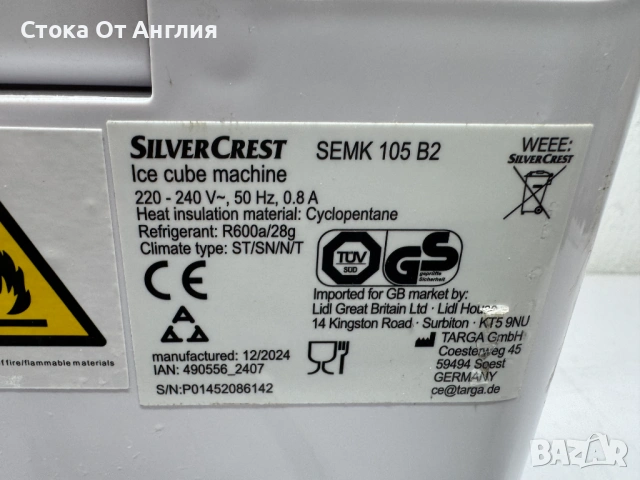 Стока От Англия
SILVERCREST SEMK 105 B2
Ice cube machine
220 - 240 V~, 50 Hz, 0.8 A
Heat insulation material: Cyclopentane
Refrigerant: R600a/28g
Climate type: ST/SN/N/T
WEEE:
SILVERCREST
CE
TÜV
SÜD
GS
geprüfte
Sicherheit
Imported for GB market by:
Lidl Great Britain Ltd · Lidl House
14 Kingston Road · Surbiton · KT5 9NU
TARGA GmbH
Coesterweg 45
59494 Soest
GERMANY
ce@targa.de
manufactured: 12/2024
IAN: 490556_2407
S/N:P01452086142
f fire/flammable materials
BAZAR